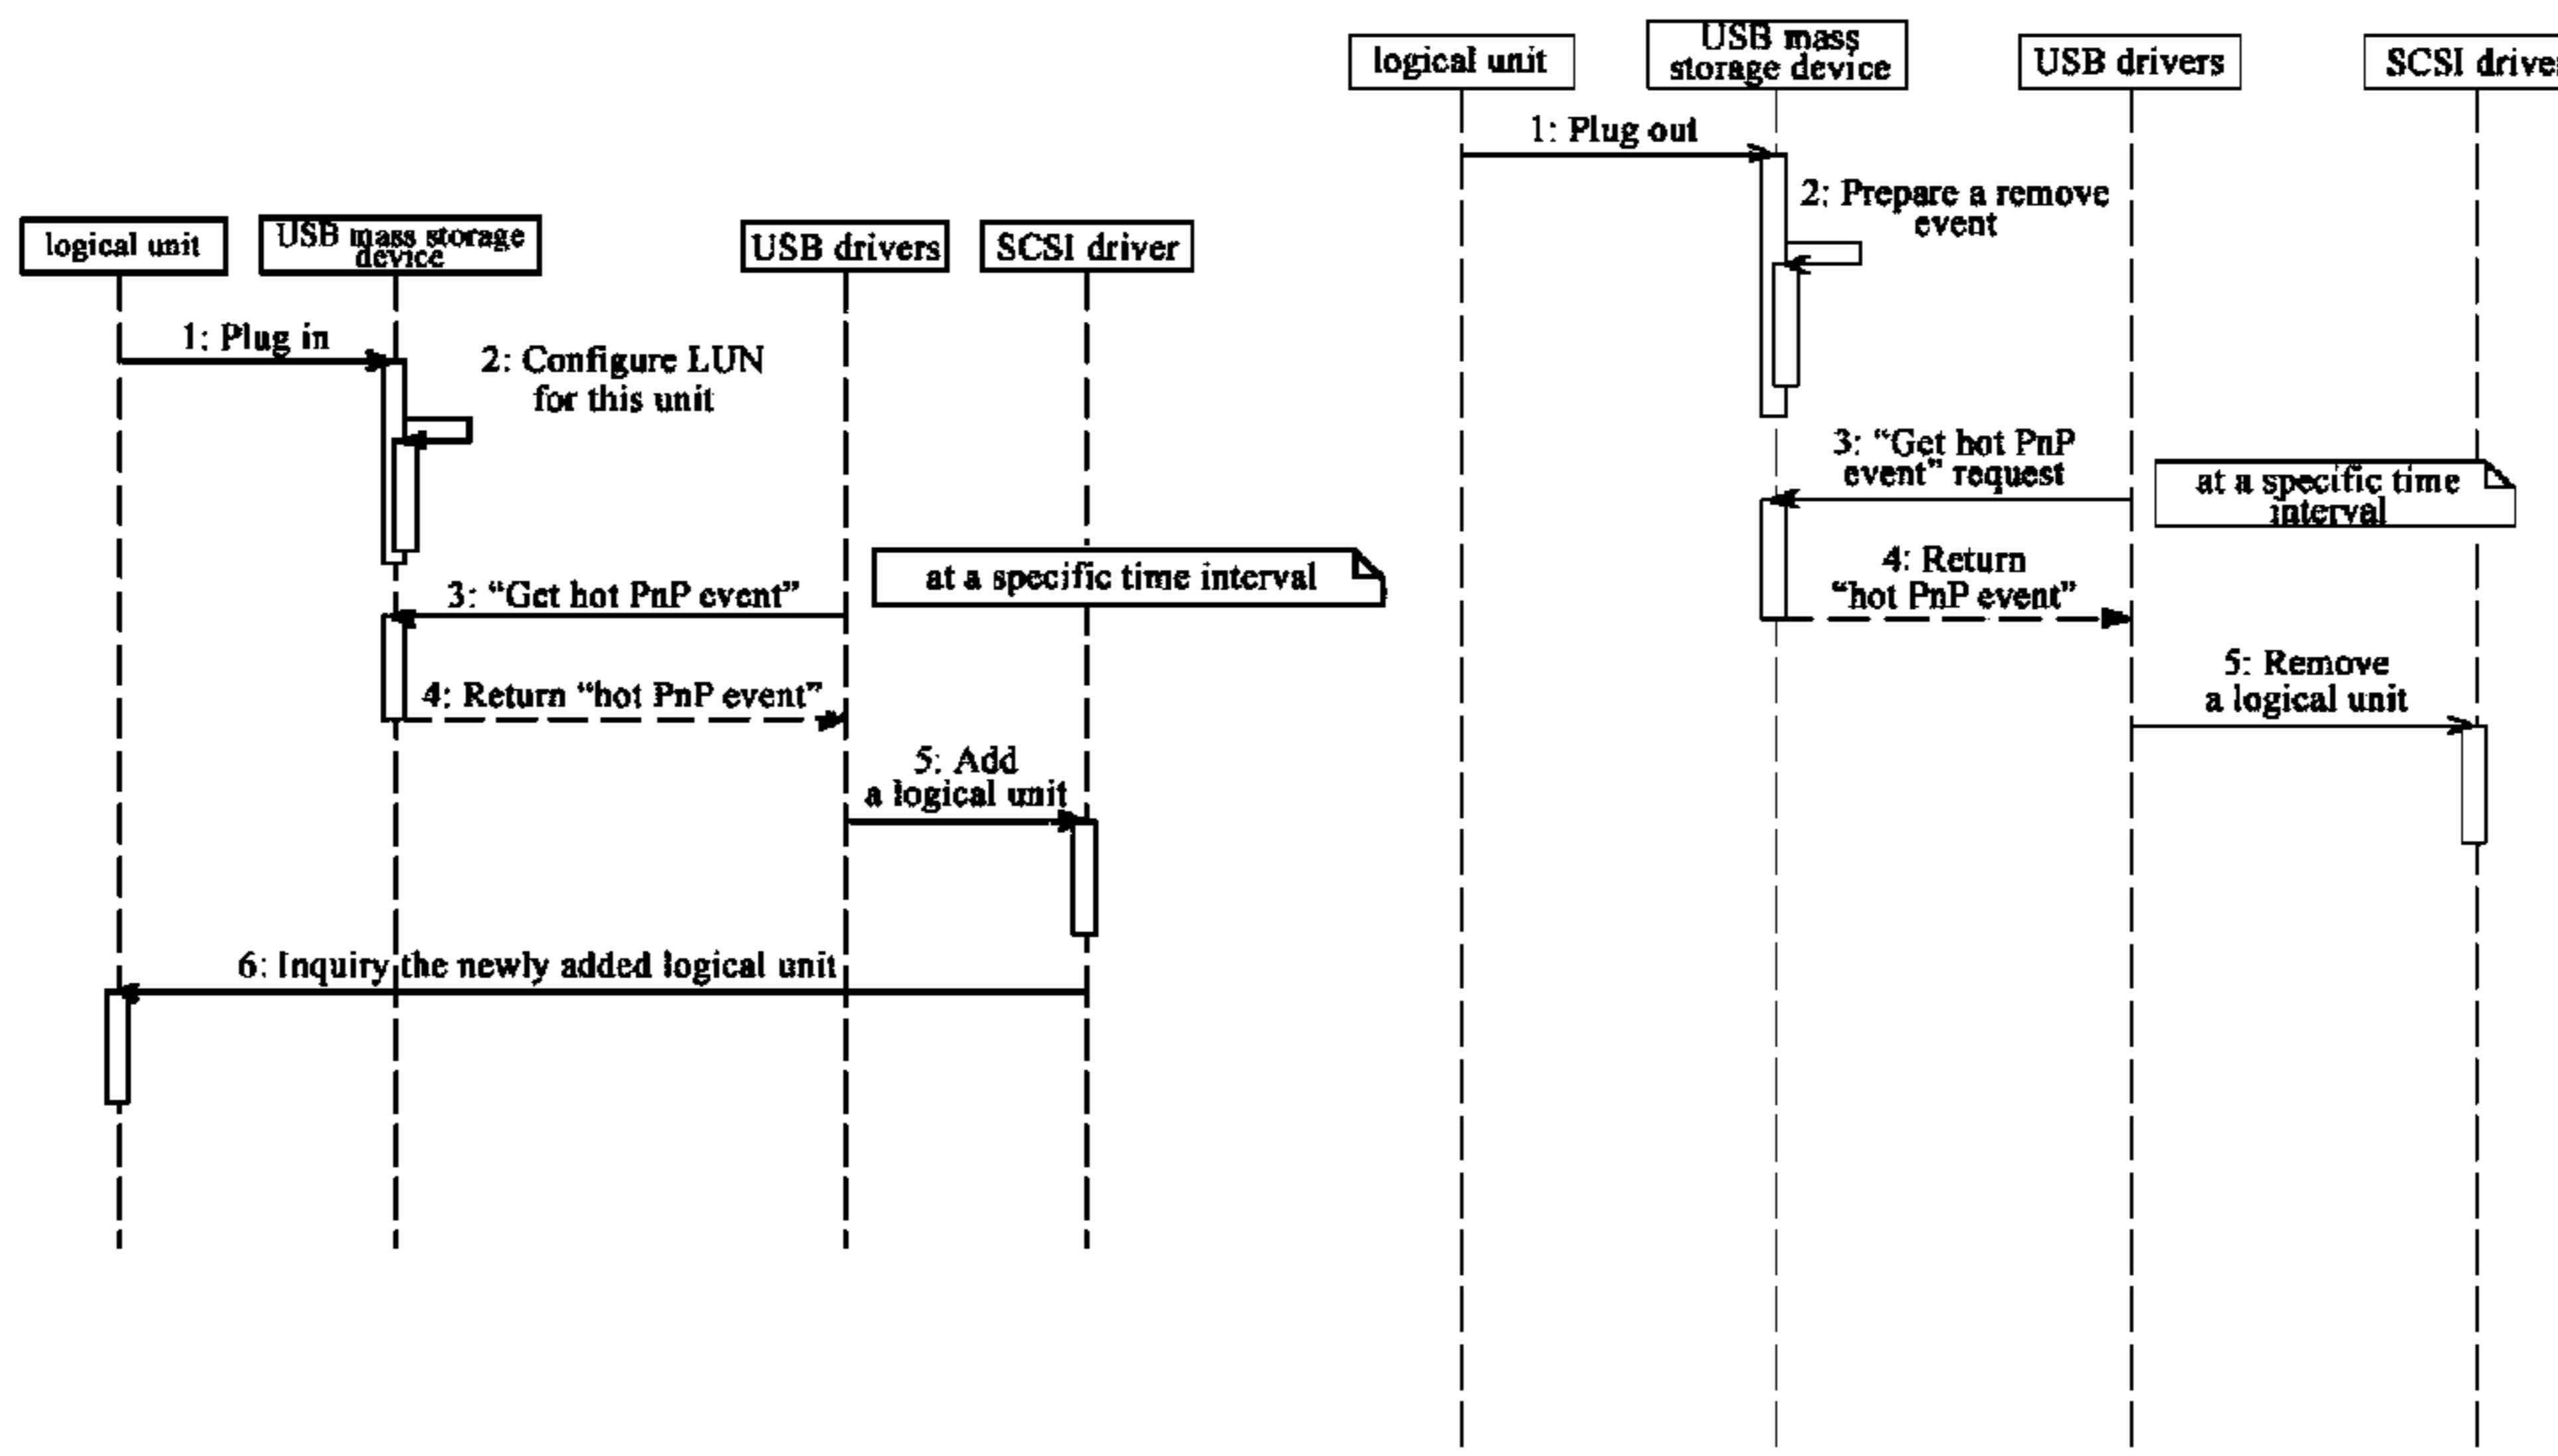 logical unit
USB mass storage
device
USB drivers
SCSI driver
1: Plug in
2: Configure LUN
for this unit
3: “Get hot PnP event”
at a specific time interval
4: Return “hot PnP event”
5: Add
a logical unit
6: Inquiry the newly added logical unit
logical unit
USB mass
storage device
USB drivers
SCSI drive
1: Plug out
2: Prepare a remove
event
3: “Get hot PnP
event” request
at a specific time
interval
4: Return
“hot PnP event”
5: Remove
a logical unit